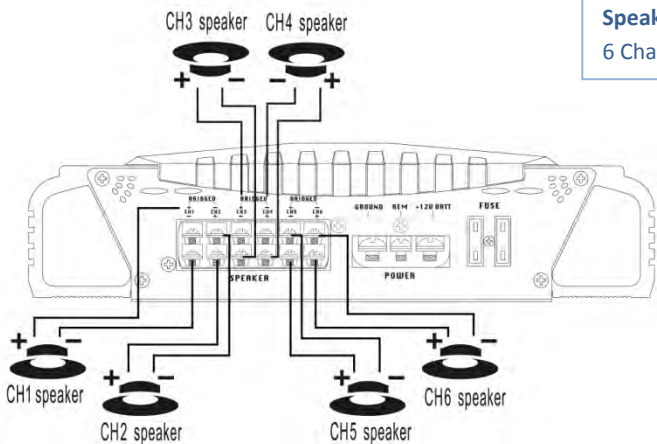 CH3 speaker CH4 speaker
Speak
6 Cha
+ − − +
BRIDGED BRIDGED BRIDGED
+ − + − + −
CH1 CH2 CH3 CH4 CH5 CH6
− + − + − +
GROUND REM +12V BATT FUSE
SPEAKER
POWER
+ − + −
CH1 speaker
+ − + −
CH6 speaker
CH2 speaker CH5 speaker